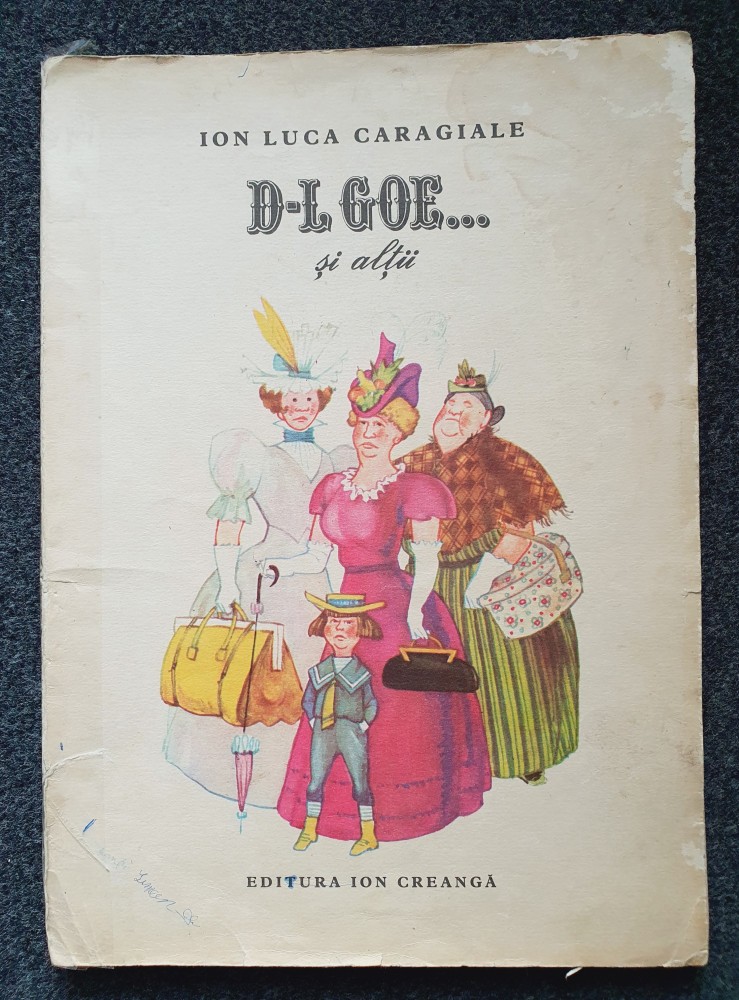 ION LUCA CARAGIALE
D-L GOE...
și alții
EDITURA ION CREANGĂ